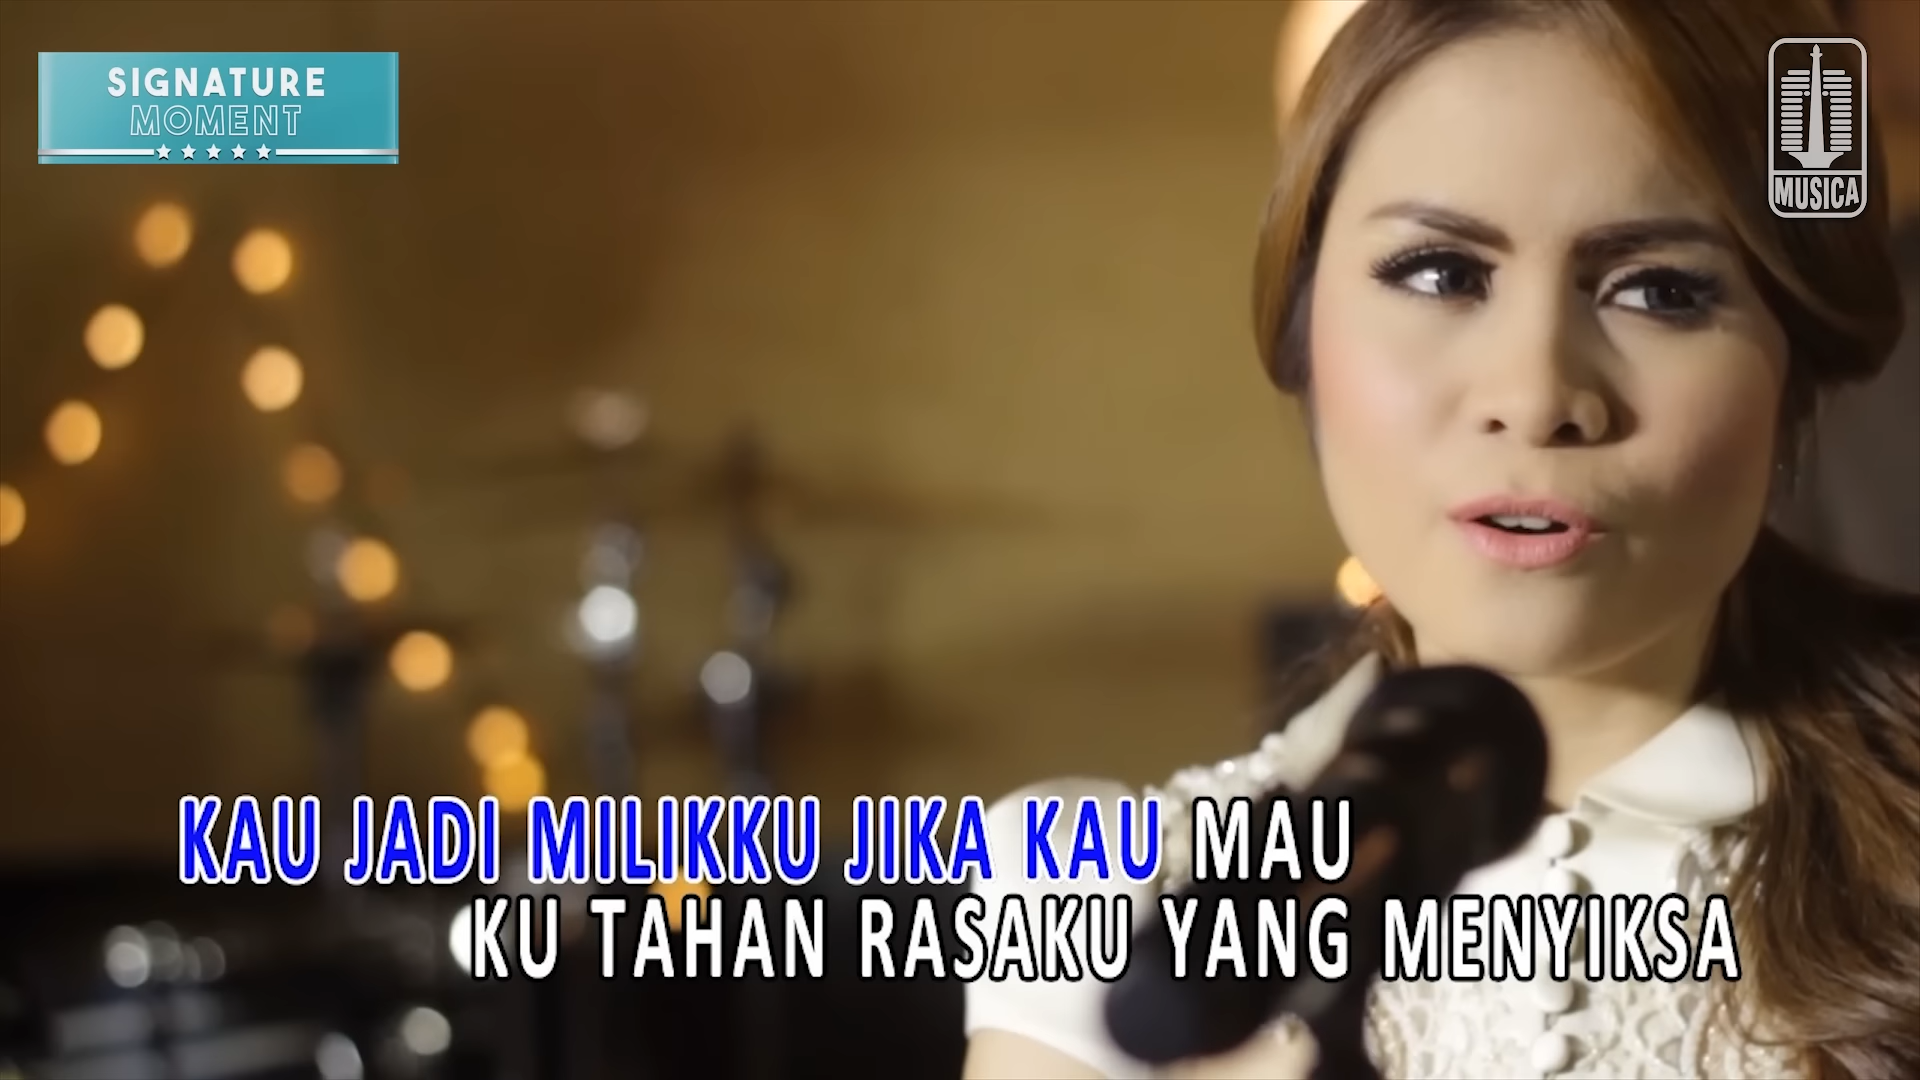 SIGNATURE
MOMENT
MUSICA
KAU JADI MILIKKU JIKA KAU MAU
KU TAHAN RASAKU YANG MENYIKSA